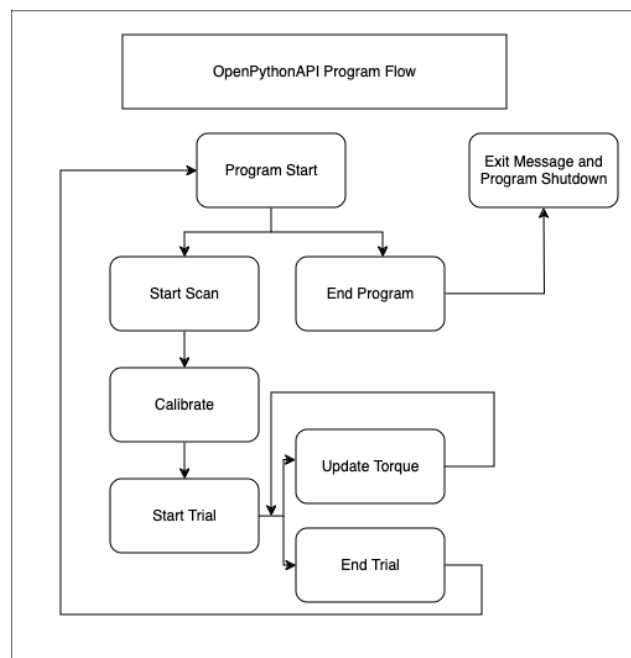 OpenPythonAPI Program Flow
Program Start
Exit Message and
Program Shutdown
Start Scan
End Program
Calibrate
Update Torque
Start Trial
End Trial